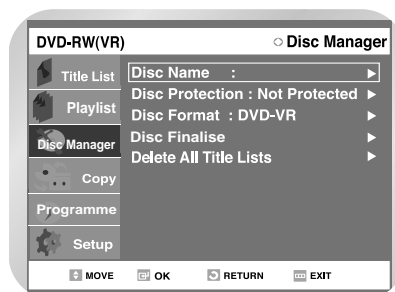 DVD-RW(VR) Disc Manager
Title List
Disc Name :
Disc Protection : Not Protected
Playlist
Disc Format : DVD-VR
Disc Manager
Disc Finalise
Delete All Title Lists
Copy
Programme
Setup
MOVE OK RETURN EXIT